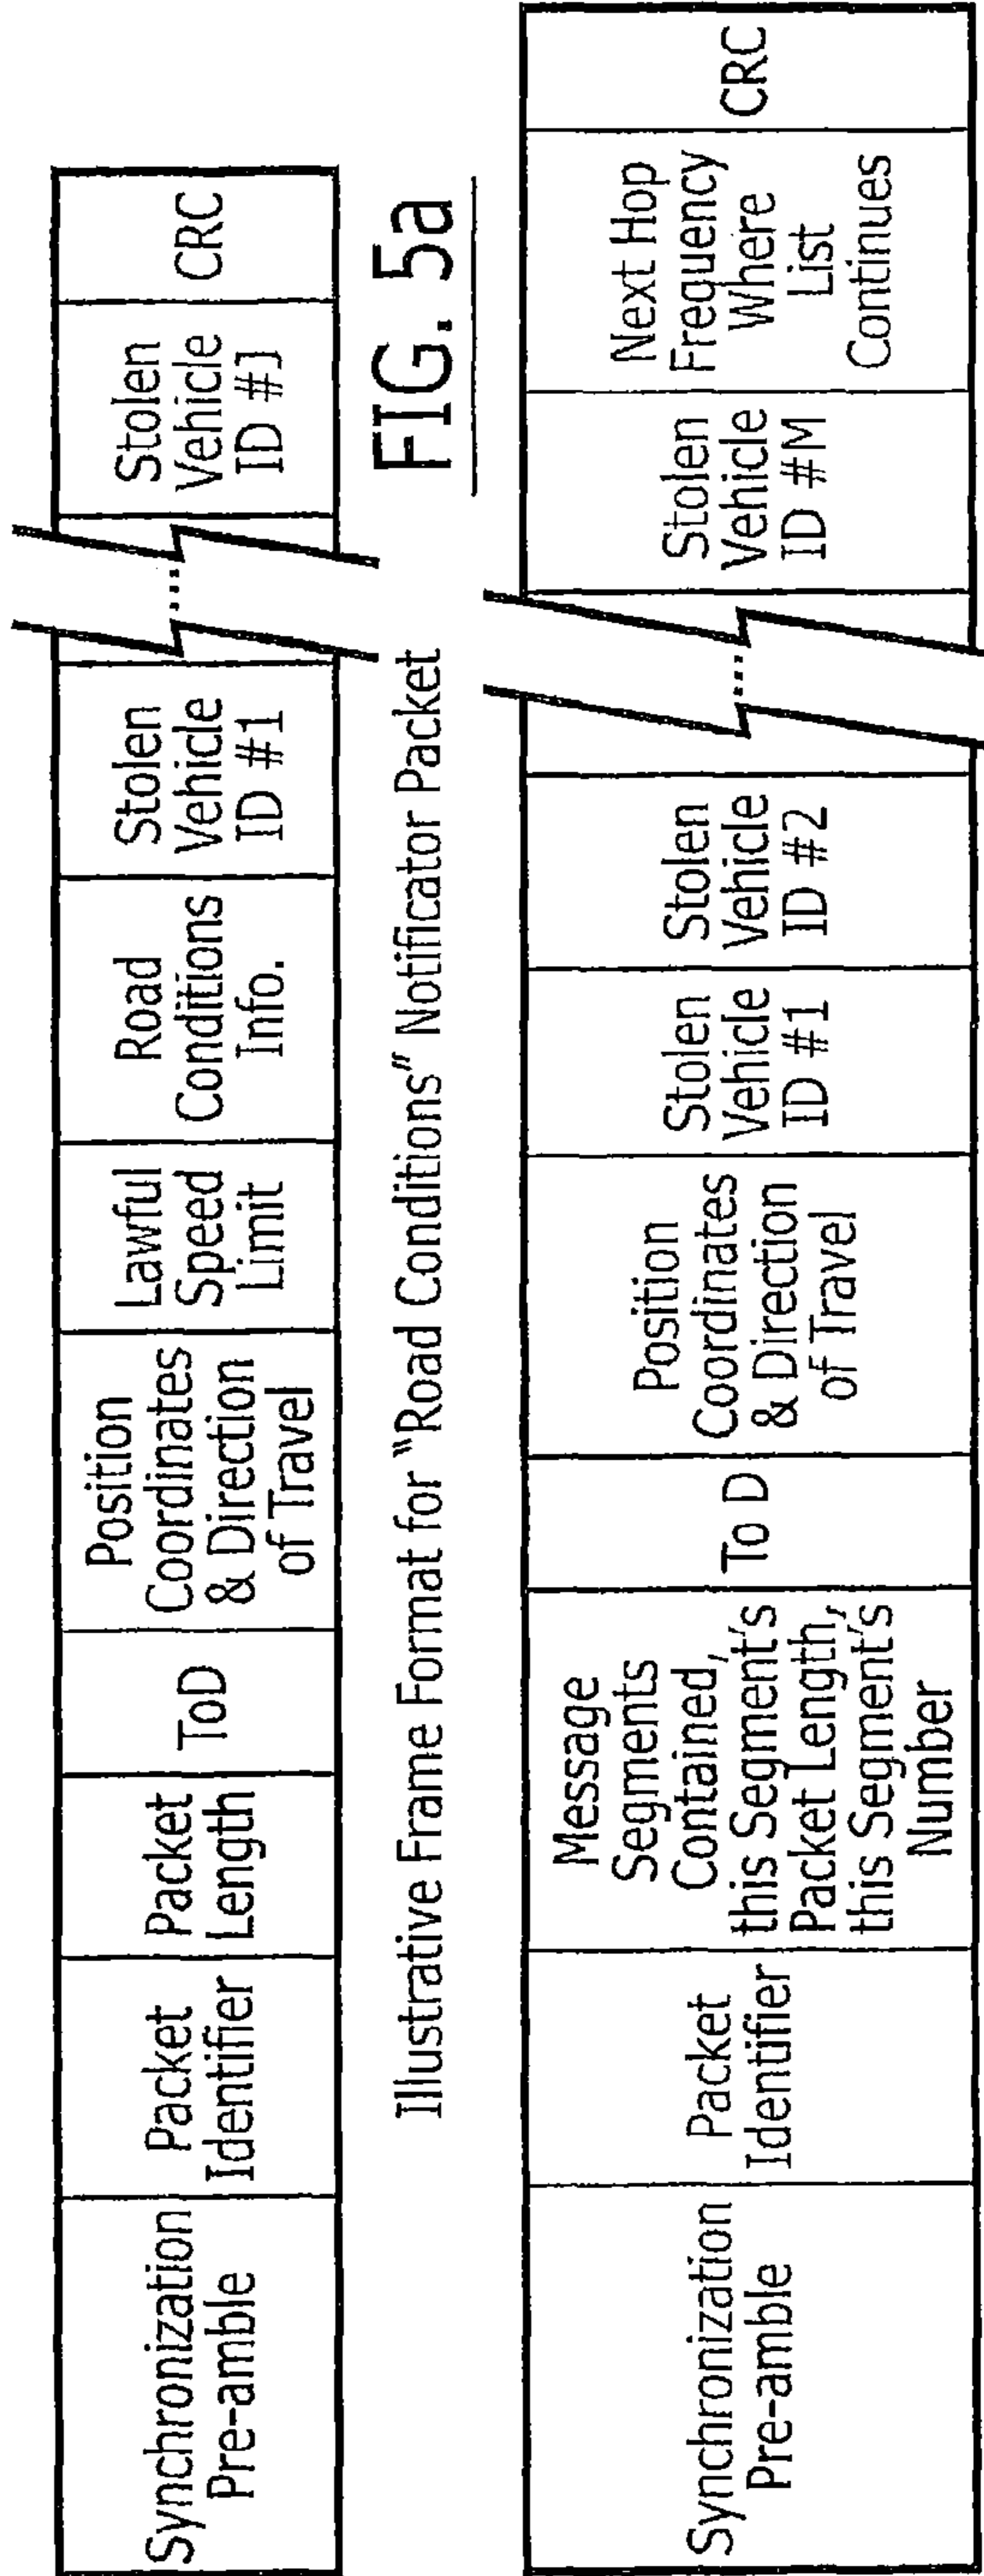 Synchronization
Pre-amble
Packet
Identifier
Packet
Length
ToD
Position
Coordinates
& Direction
of Travel
Lawful
Speed
Limit
Road
Conditions
Info.
Stolen
Vehicle
ID #1
....
Stolen
Vehicle
ID #J
CRC
Illustrative Frame Format for "Road Conditions" Notificator Packet
FIG. 5a
Synchronization
Pre-amble
Packet
Identifier
Message
Segments
Contained,
this Segment's
Packet Length,
this Segment's
Number
To D
Position
Coordinates
& Direction
of Travel
Stolen
Vehicle
ID #1
Stolen
Vehicle
ID #2
....
Stolen
Vehicle
ID #M
Next Hop
Frequency
Where
List
Continues
CRC